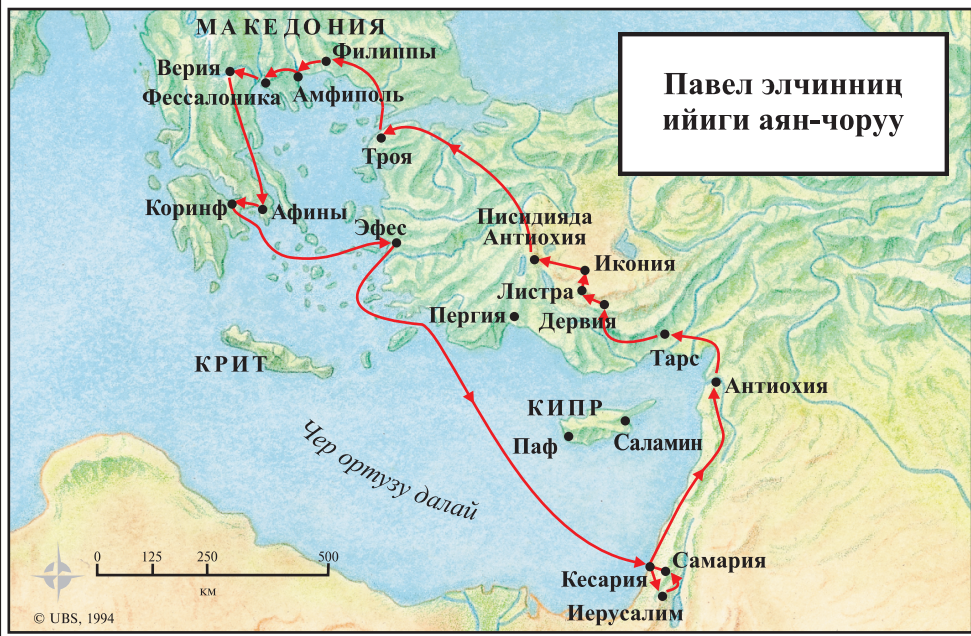 МАКЕДОНИЯ
Филиппы
Верия
Фессалоника
Амфиполь
Павел элчинниң
ийиги аян-чоруу
Троя
Коринф
Афины
Эфес
Писидияда
Антиохия
Икония
Листра
Пергия
Дервия
Тарс
КРИТ
Антиохия
КИПР
Паф
Саламин
Чер ортузу далай
0 125 250 500
км
Кесария
Самария
Иерусалим
© UBS, 1994